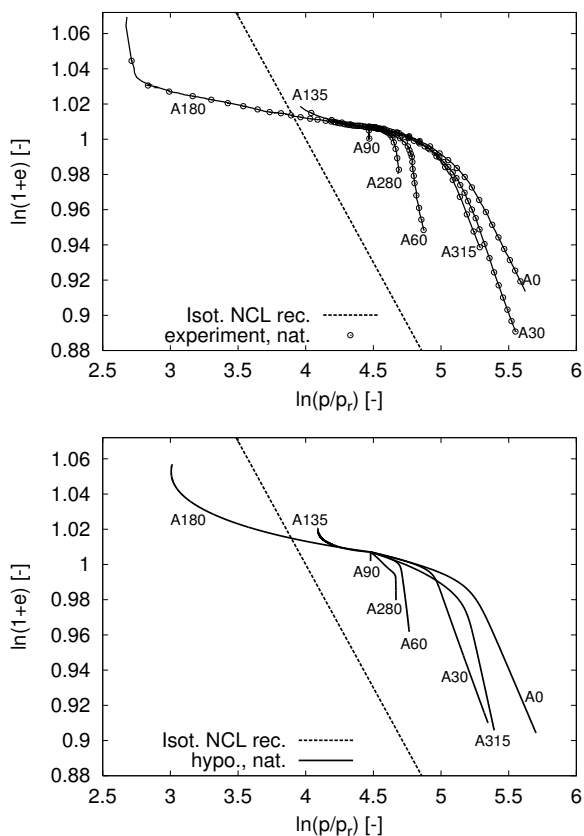 ln(1+e) [-]
1.06
1.04
1.02
1
0.98
0.96
0.94
0.92
0.9
0.88
A135
A180
A90
A280
A60
A315
A0
A30
Isot. NCL rec.
experiment, nat.
2.5 3 3.5 4 4.5 5 5.5 6
ln(p/pr) [-]
ln(1+e) [-]
1.06
1.04
1.02
1
0.98
0.96
0.94
0.92
0.9
0.88
A135
A180
A90
A280
A60
A30
A0
A315
Isot. NCL rec.
hypo., nat.
2.5 3 3.5 4 4.5 5 5.5 6
ln(p/pr) [-]